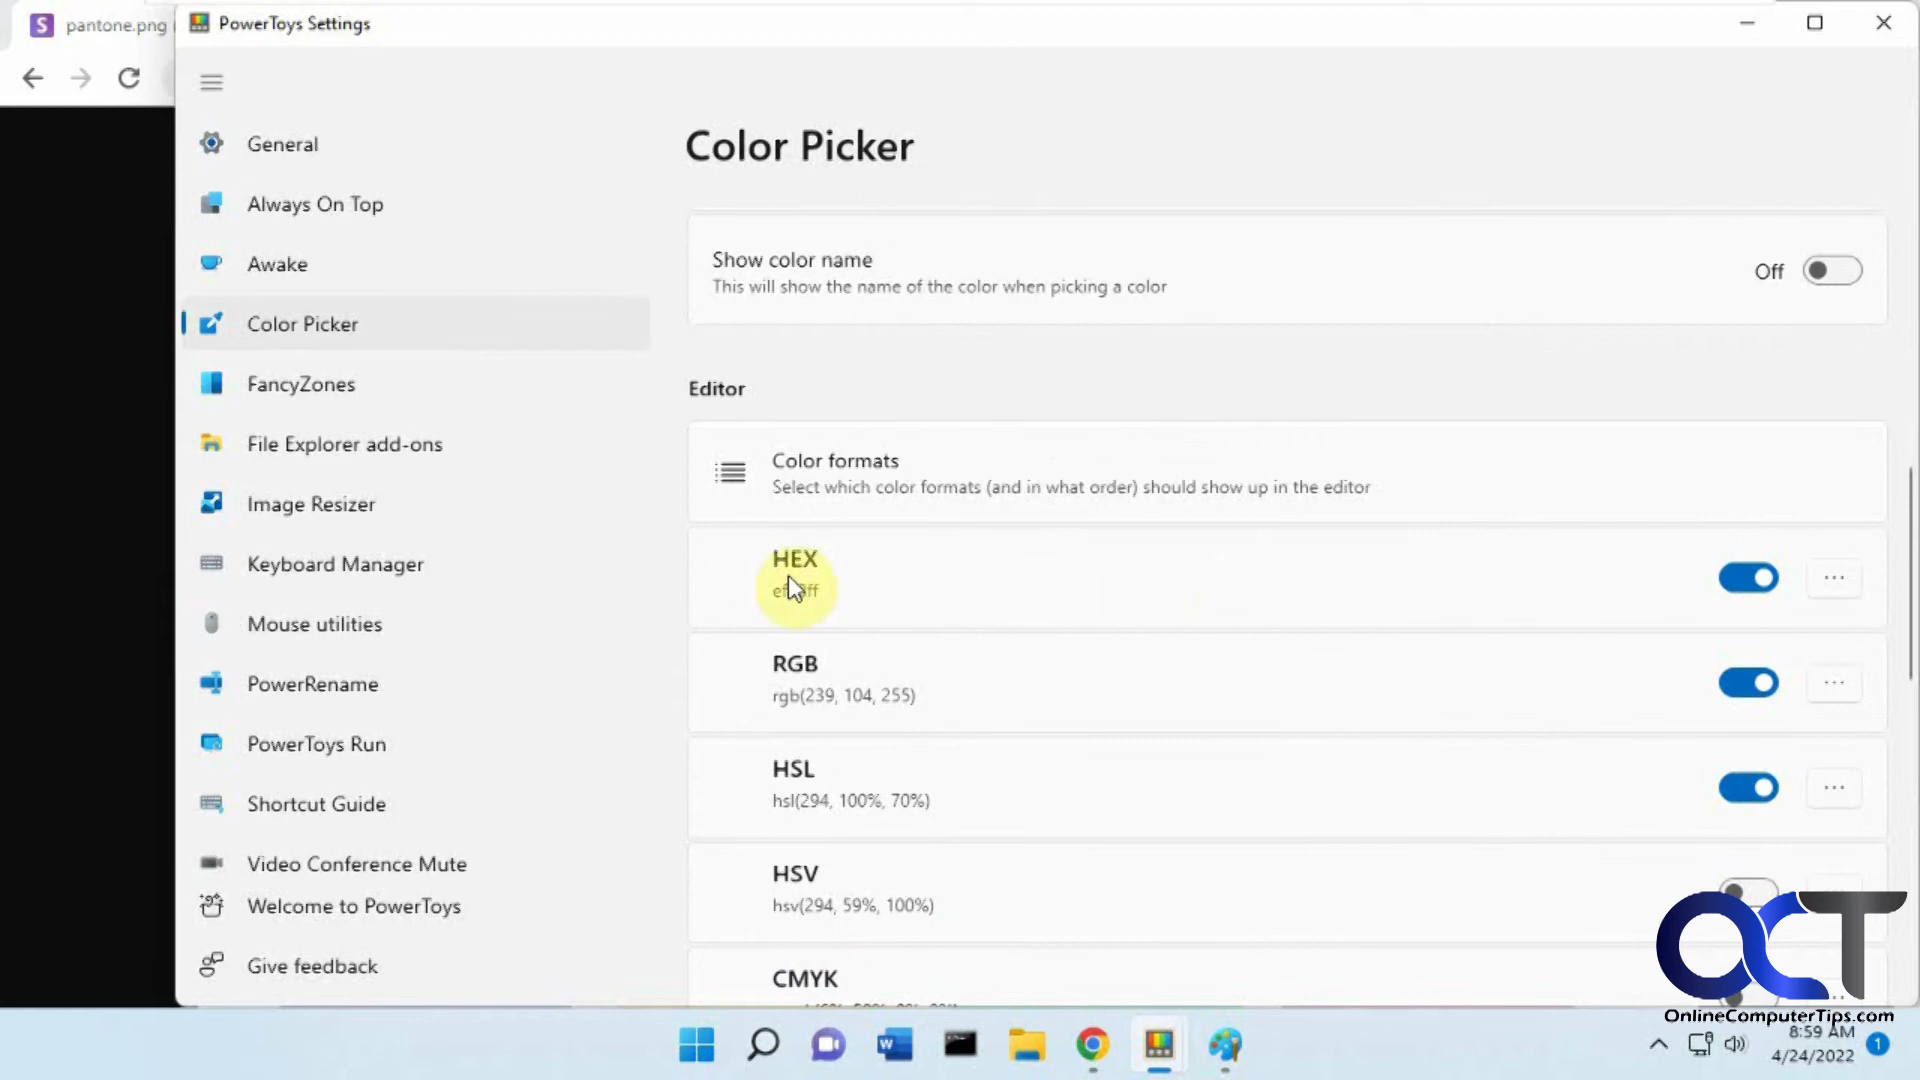 pantone.png
PowerToys Settings
General
Always On Top
Awake
Color Picker
FancyZones
File Explorer add-ons
Image Resizer
Keyboard Manager
Mouse utilities
PowerRename
PowerToys Run
Shortcut Guide
Video Conference Mute
Welcome to PowerToys
Give feedback
Color Picker
Show color name
This will show the name of the color when picking a color
Off
Editor
Color formats
Select which color formats (and in what order) should show up in the editor
HEX
RGB
rgb(239, 104, 255)
HSL
hsl(294, 100%, 70%)
HSV
hsv(294, 59%, 100%)
CMYK
OCT
OnlineComputerTips.com
8:59 AM
4/24/2022
1